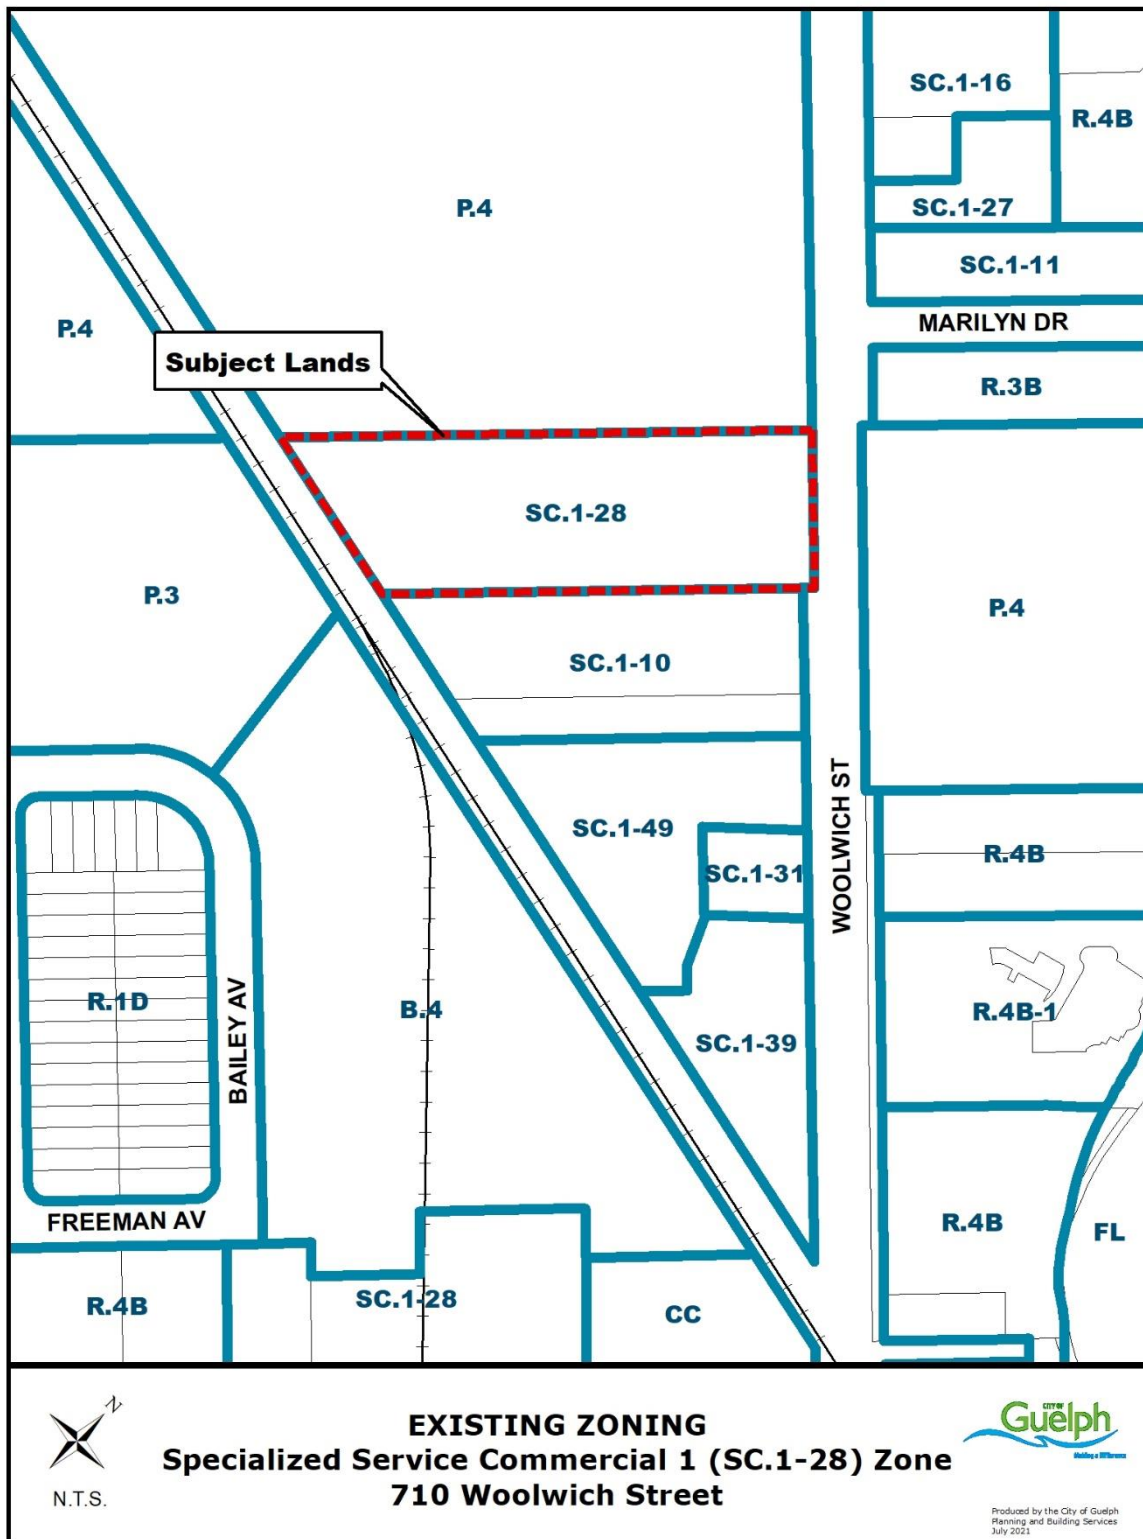 SC.1-16
R.4B
P.4
SC.1-27
SC.1-11
P.4
MARILYN DR
Subject Lands
R.3B
SC.1-28
P.3
P.4
SC.1-10
WOOLWICH ST
SC.1-49
R.4B
SC.1-31
R.1D
BAILEY AV
B.4
R.4B-1
SC.1-39
FREEMAN AV
R.4B
FL
R.4B
SC.1-28
CC
N
N.T.S.
EXISTING ZONING
Specialized Service Commercial 1 (SC.1-28) Zone
710 Woolwich Street
CITY OF
Guelph
Making a Difference
Produced by the City of Guelph
Planning and Building Services
July 2021